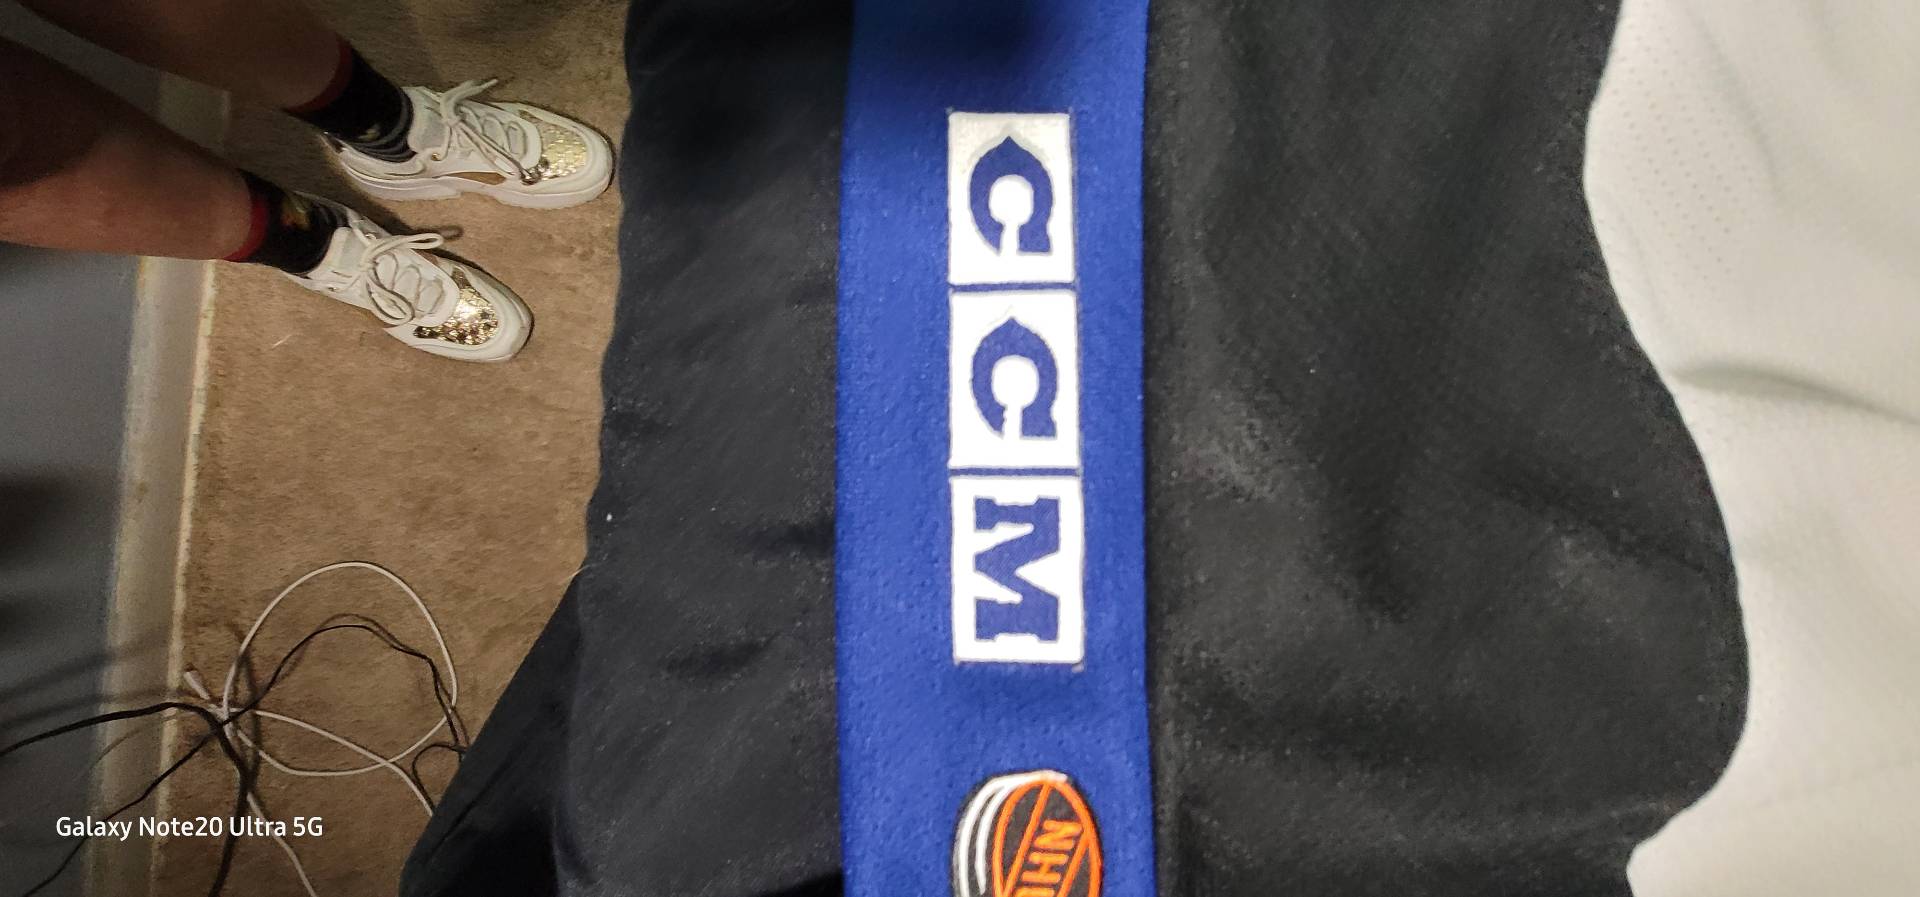 CCM
NHL
Galaxy Note20 Ultra 5G